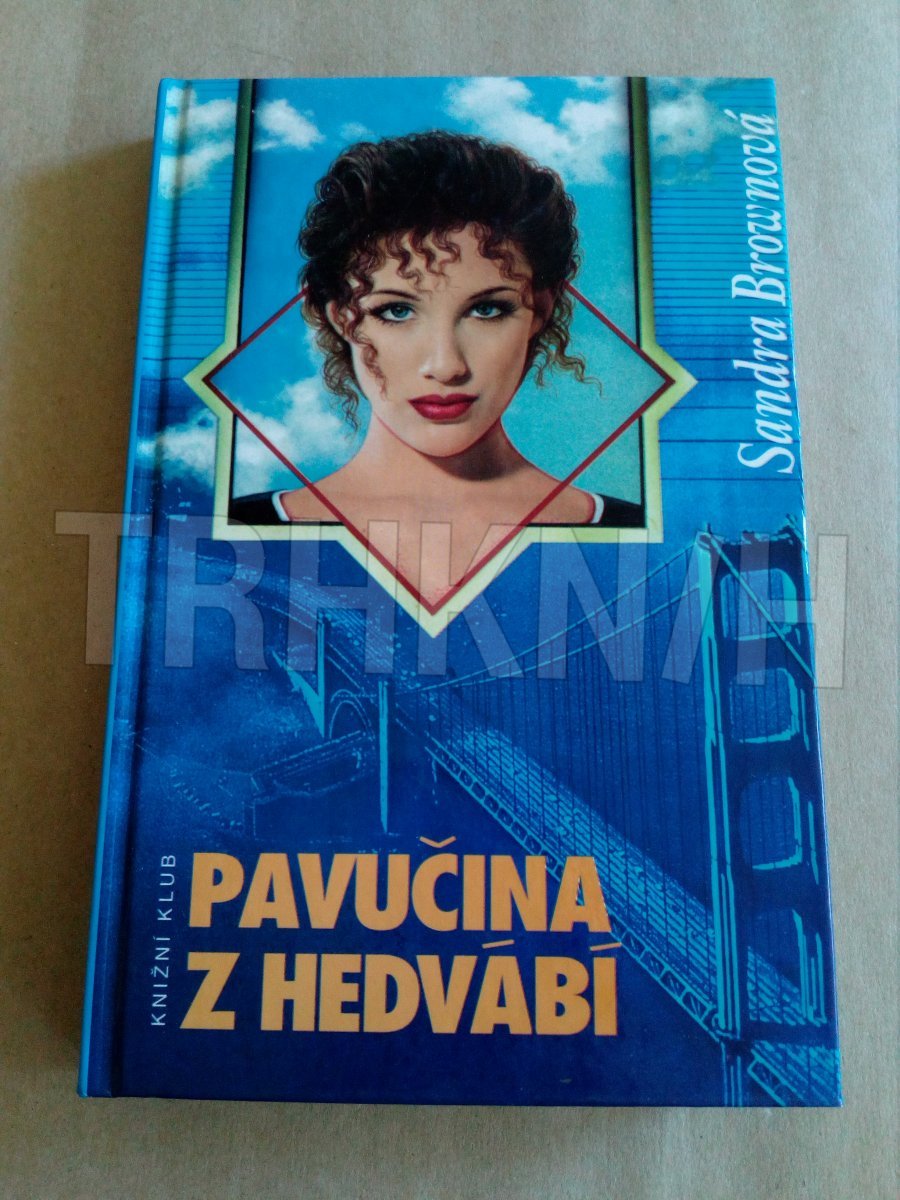 Sandra Brownová
TRHKNIH
KNIŽNÍ KLUB
PAVUČINA
Z HEDVÁBÍ